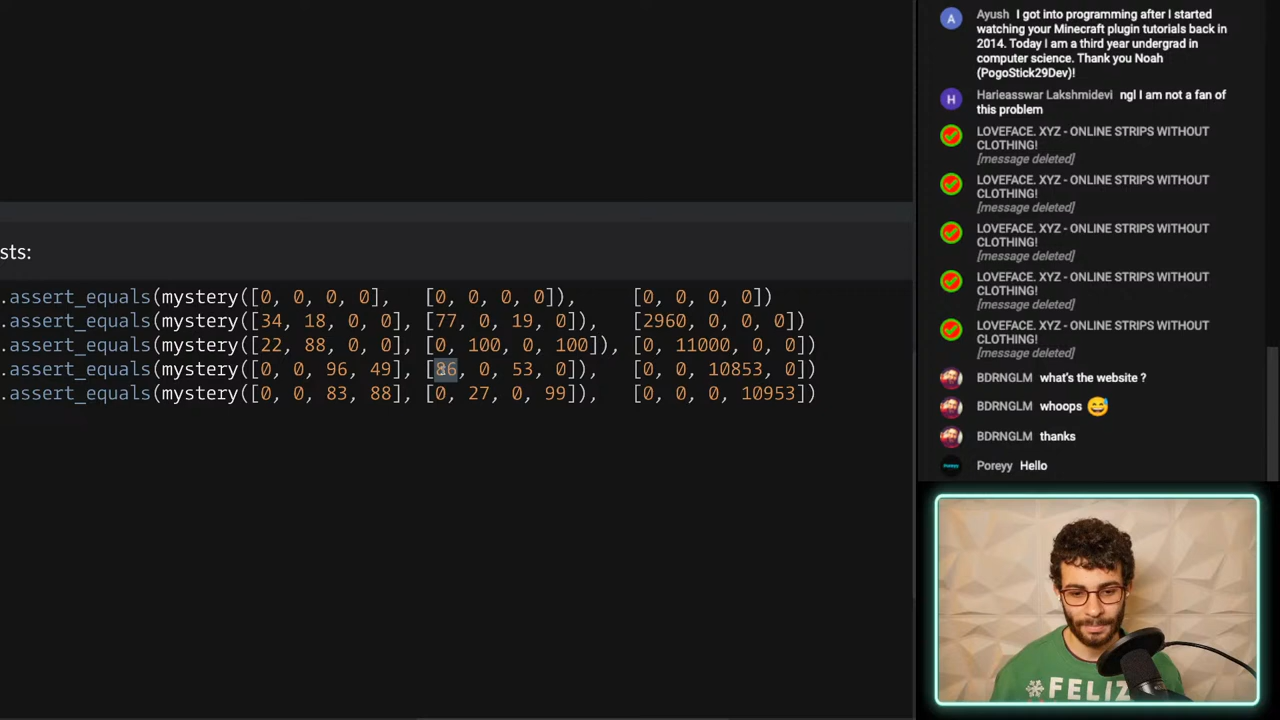 sts:
.assert_equals(mystery([0, 0, 0, 0], [0, 0, 0, 0]), [0, 0, 0, 0])
.assert_equals(mystery([34, 18, 0, 0], [77, 0, 19, 0]), [2960, 0, 0, 0])
.assert_equals(mystery([22, 88, 0, 0], [0, 100, 0, 100]), [0, 11000, 0, 0])
.assert_equals(mystery([0, 0, 96, 49], [86, 0, 53, 0]), [0, 0, 10853, 0])
.assert_equals(mystery([0, 0, 83, 88], [0, 27, 0, 99]), [0, 0, 0, 10953])
A Ayush I got into programming after I started
watching your Minecraft plugin tutorials back in
2014. Today I am a third year undergrad in
computer science. Thank you Noah
(PogoStick29Dev)!
H Harieasswar Lakshmidevi ngl I am not a fan of
this problem
LOVEFACE. XYZ - ONLINE STRIPS WITHOUT
CLOTHING!
[message deleted]
LOVEFACE. XYZ - ONLINE STRIPS WITHOUT
CLOTHING!
[message deleted]
LOVEFACE. XYZ - ONLINE STRIPS WITHOUT
CLOTHING!
[message deleted]
LOVEFACE. XYZ - ONLINE STRIPS WITHOUT
CLOTHING!
[message deleted]
LOVEFACE. XYZ - ONLINE STRIPS WITHOUT
CLOTHING!
[message deleted]
BDRNGLM what's the website ?
BDRNGLM whoops 😅
BDRNGLM thanks
Poreyy Hello
FELIZ